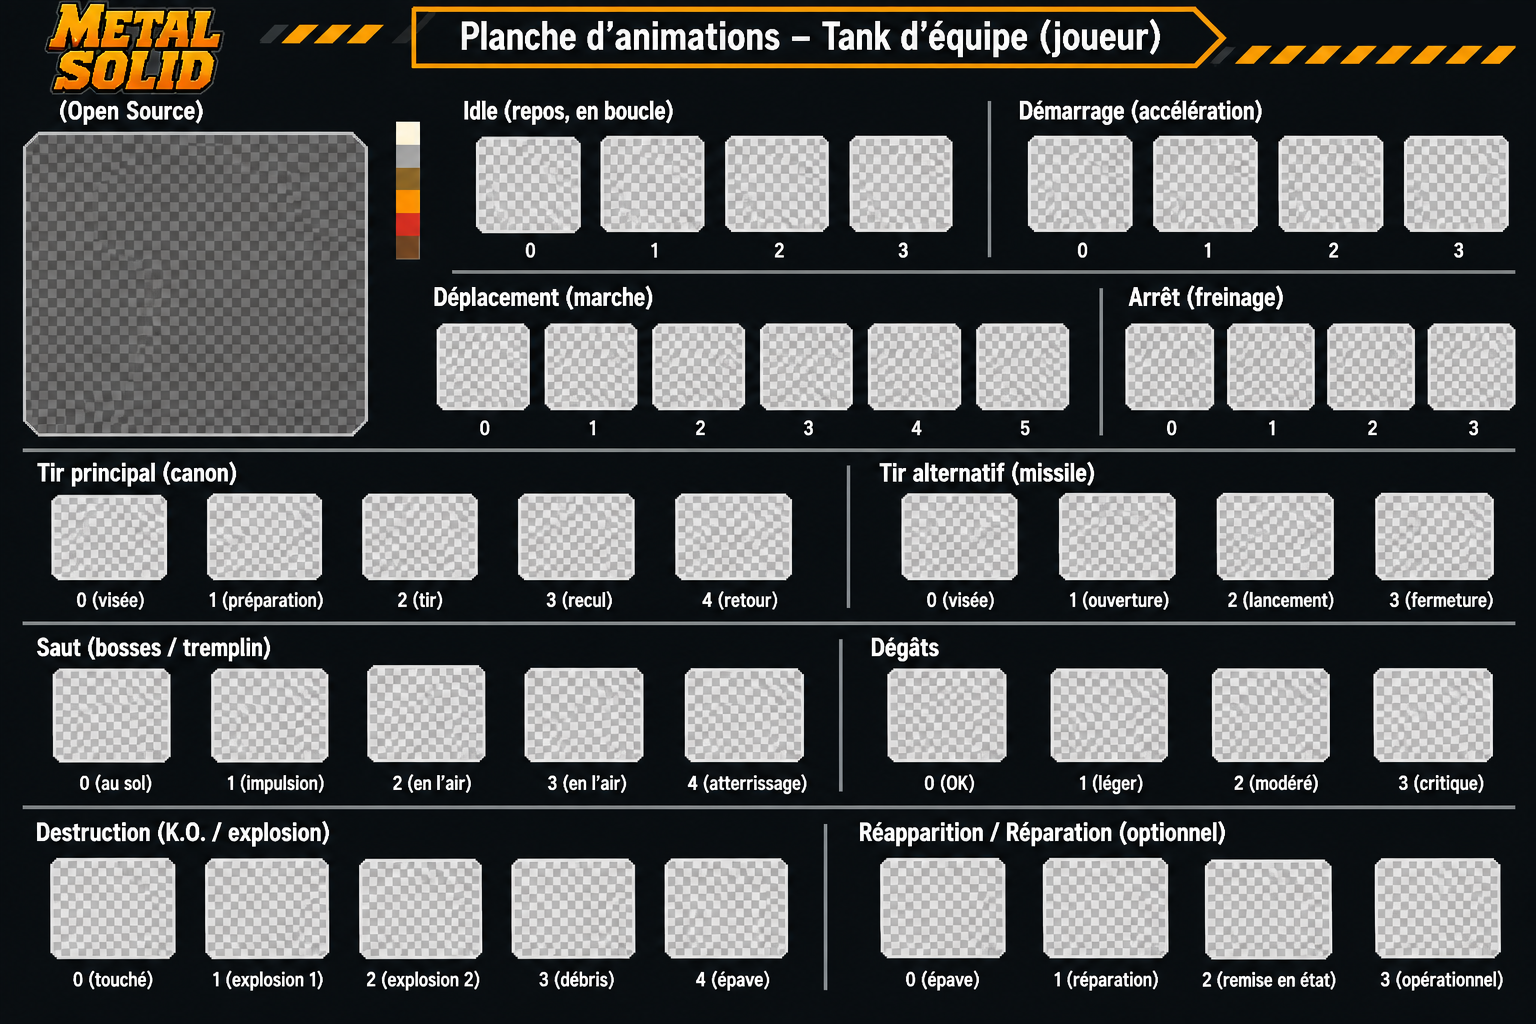 METAL
SOLID
(Open Source)
Planche d'animations – Tank d'équipe (joueur)
Idle (repos, en boucle)
0 1 2 3
Démarrage (accélération)
0 1 2 3
Déplacement (marche)
0 1 2 3 4 5
Arrêt (freinage)
0 1 2 3
Tir principal (canon)
0 (visée) 1 (préparation) 2 (tir) 3 (recul) 4 (retour)
Tir alternatif (missile)
0 (visée) 1 (ouverture) 2 (lancement) 3 (fermeture)
Saut (bosses / tremplin)
0 (au sol) 1 (impulsion) 2 (en l'air) 3 (en l'air) 4 (atterrissage)
Dégâts
0 (OK) 1 (léger) 2 (modéré) 3 (critique)
Destruction (K.O. / explosion)
0 (touché) 1 (explosion 1) 2 (explosion 2) 3 (débris) 4 (épave)
Réapparition / Réparation (optionnel)
0 (épave) 1 (réparation) 2 (remise en état) 3 (opérationnel)